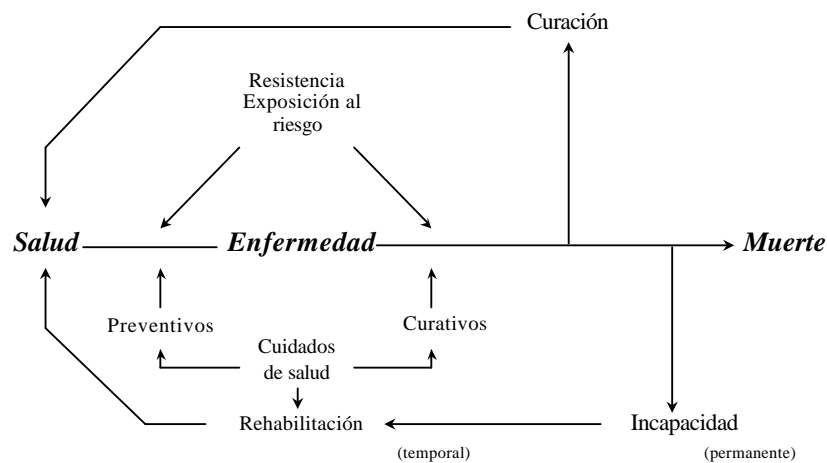 Curación
Resistencia
Exposición al
riesgo
Salud Enfermedad Muerte
Preventivos Curativos
Cuidados
de salud
Rehabilitación Incapacidad
(temporal) (permanente)